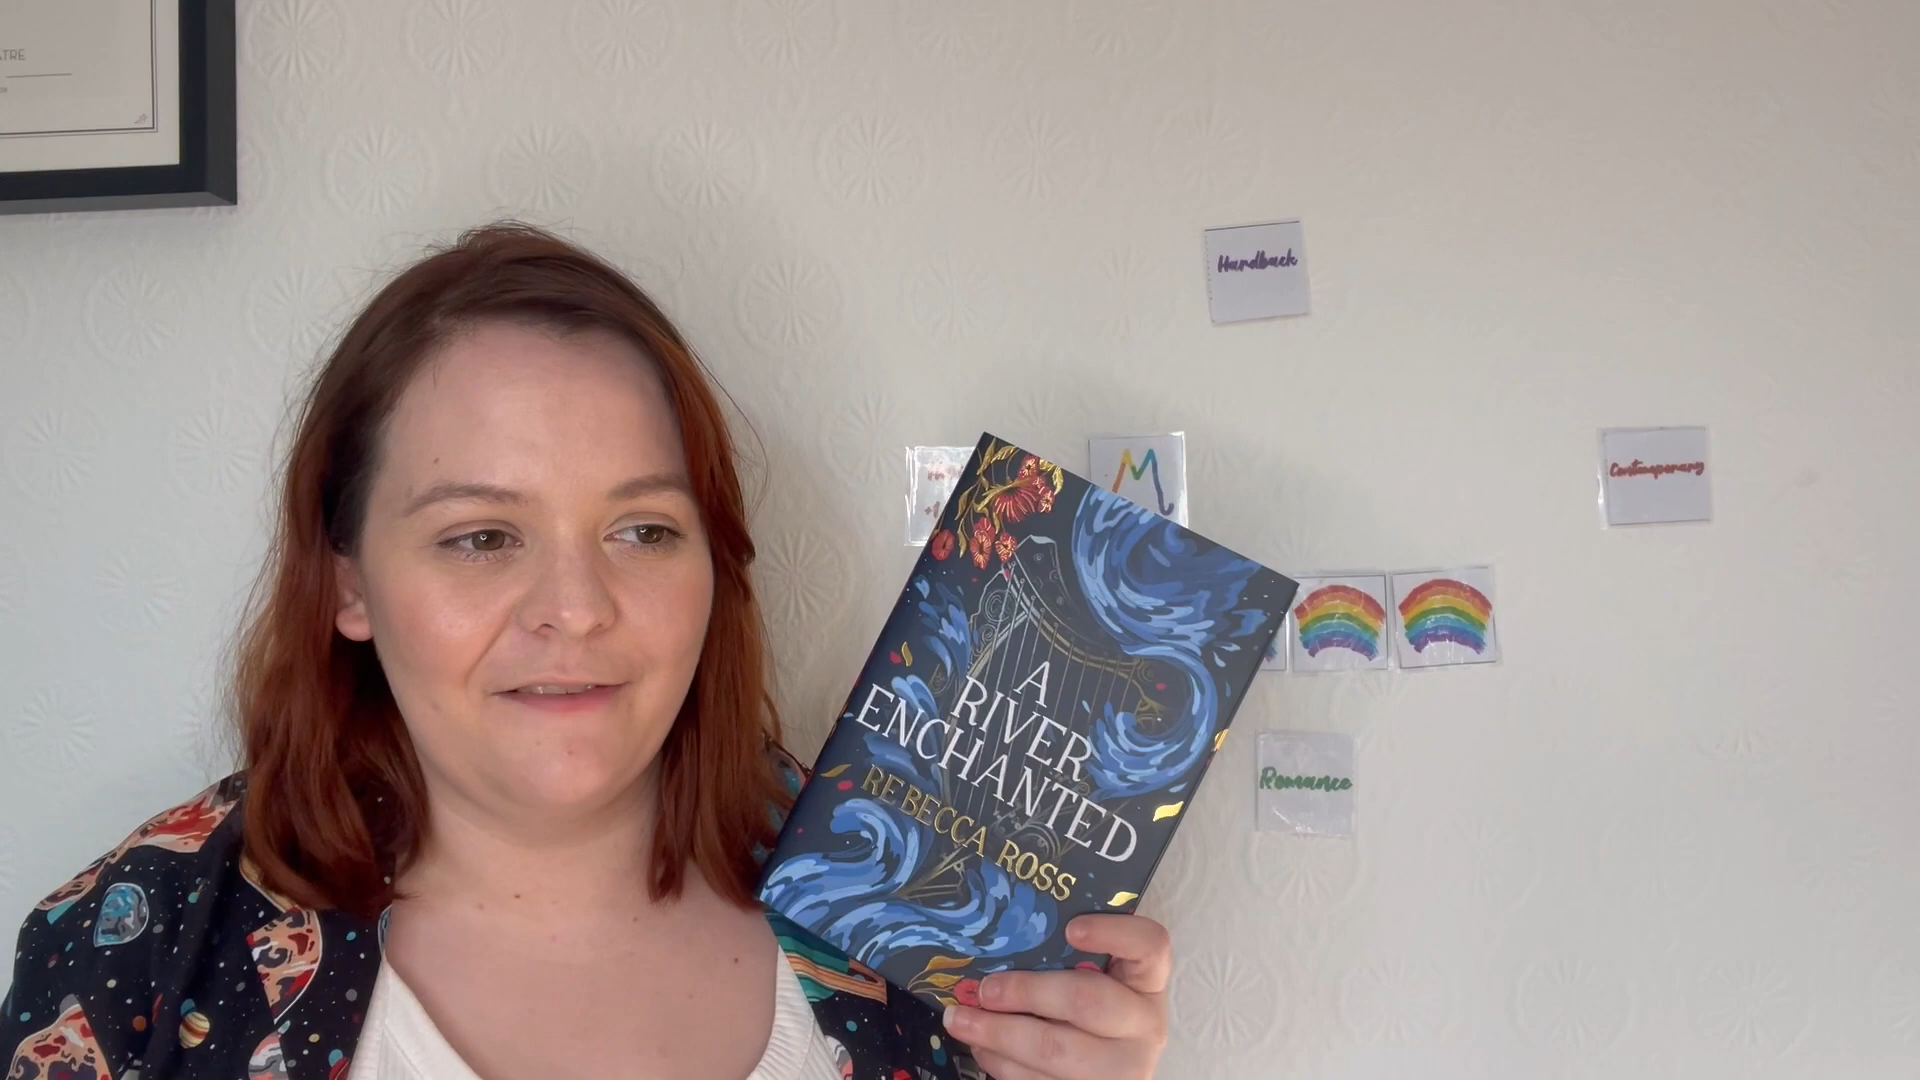 Hardback
Contemporary
M
A
RIVER
ENCHANTED
REBECCA ROSS
Romance